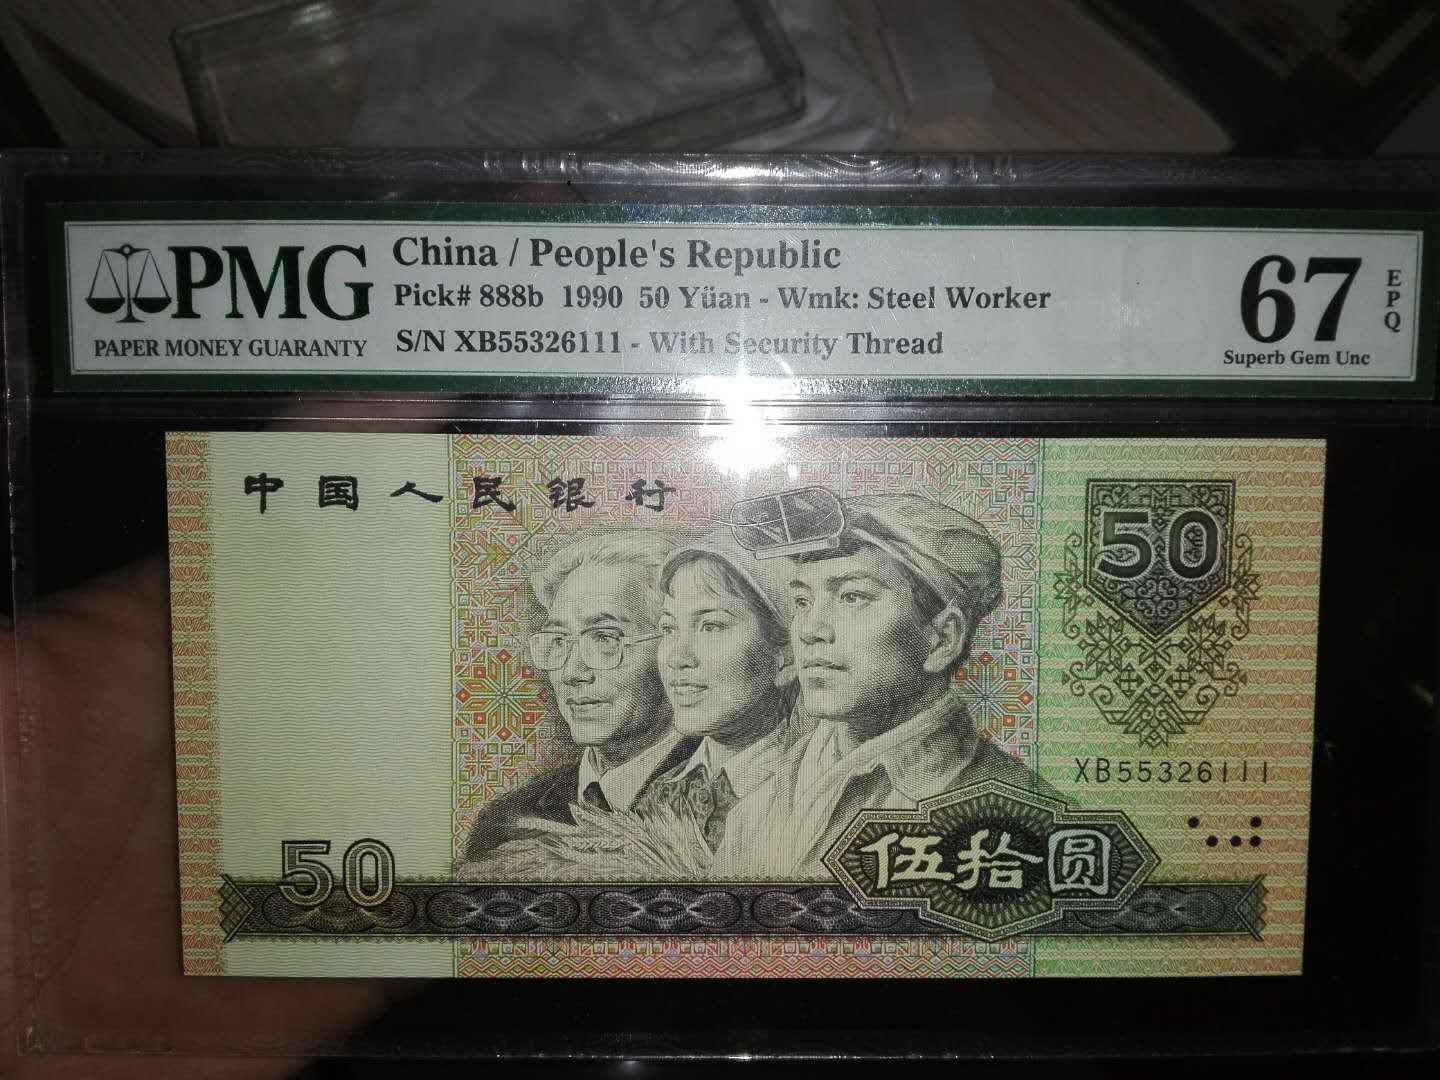 PMG
PAPER MONEY GUARANTY
China / People's Republic
Pick# 888b 1990 50 Yüan - Wmk: Steel Worker
S/N XB55326111 - With Security Thread
67
EPQ
Superb Gem Unc
中国人民银行
50
XB55326111
50
伍拾圆